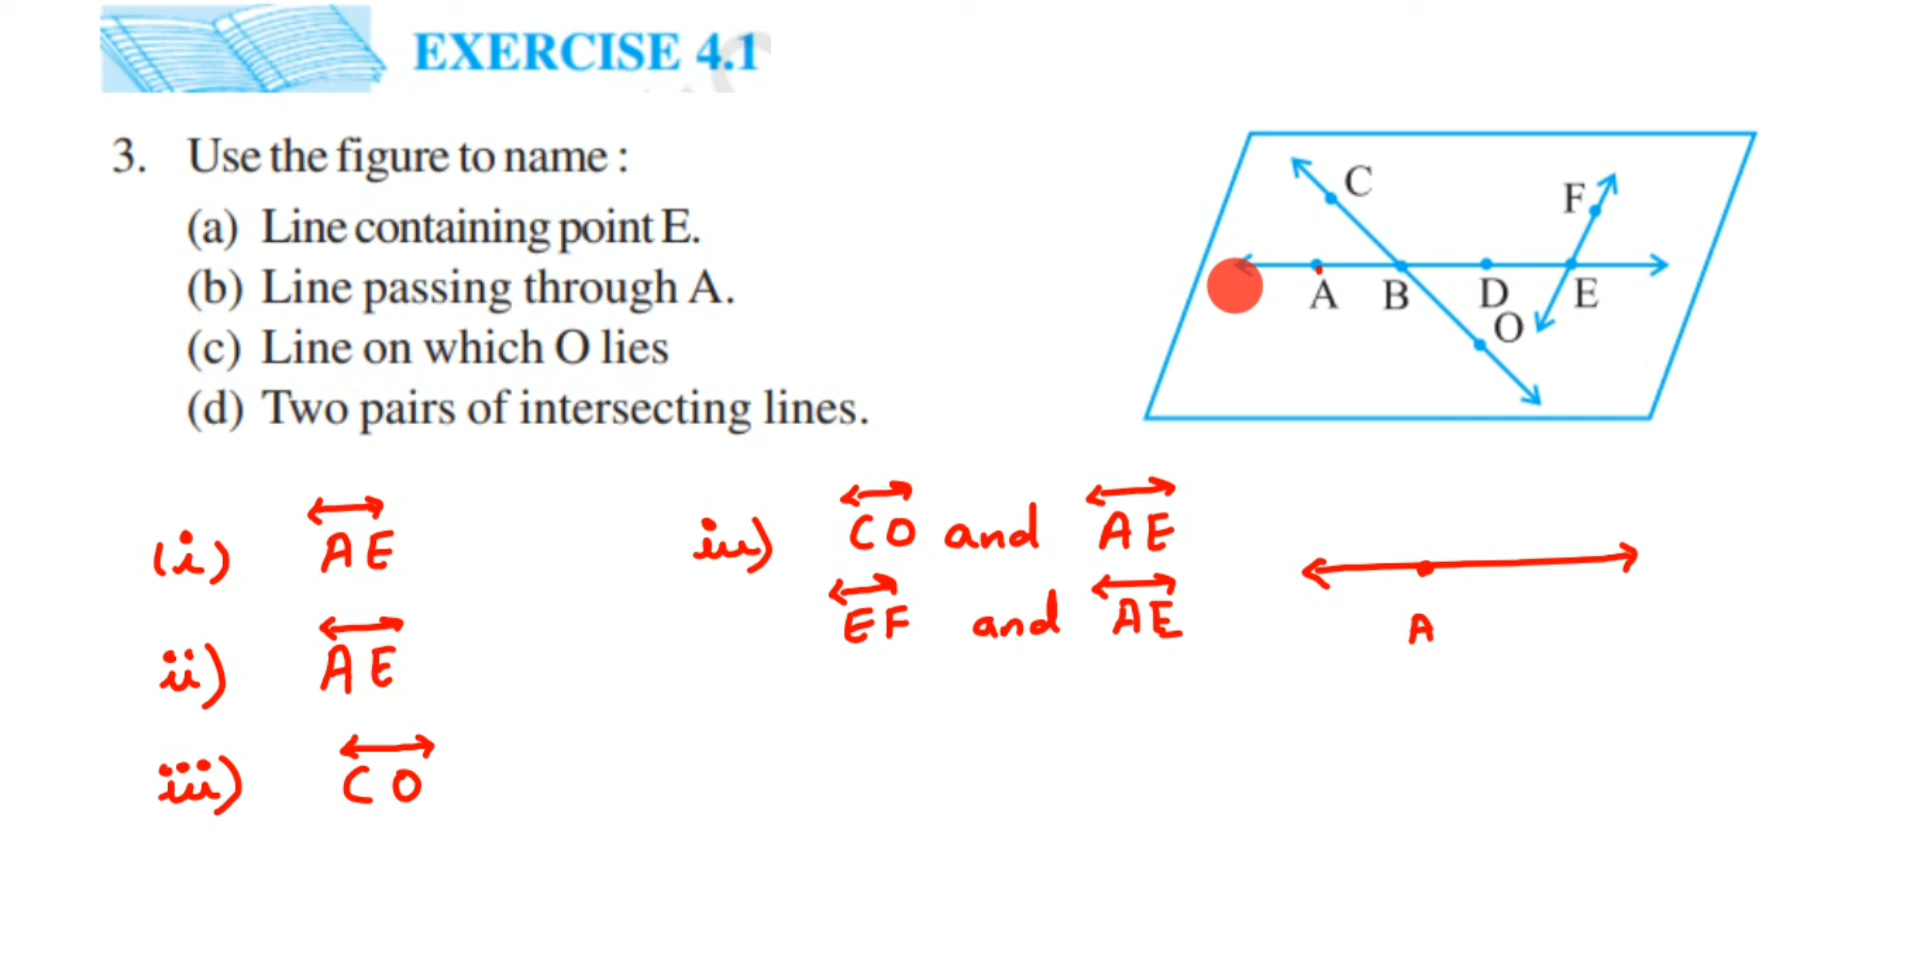 EXERCISE 4.1
3. Use the figure to name :
(a) Line containing point E.
(b) Line passing through A.
(c) Line on which O lies
(d) Two pairs of intersecting lines.
C
F
A B D E
O
(i) AE
ii) AE
iii) CO
iv) CO and AE
EF and AE
A